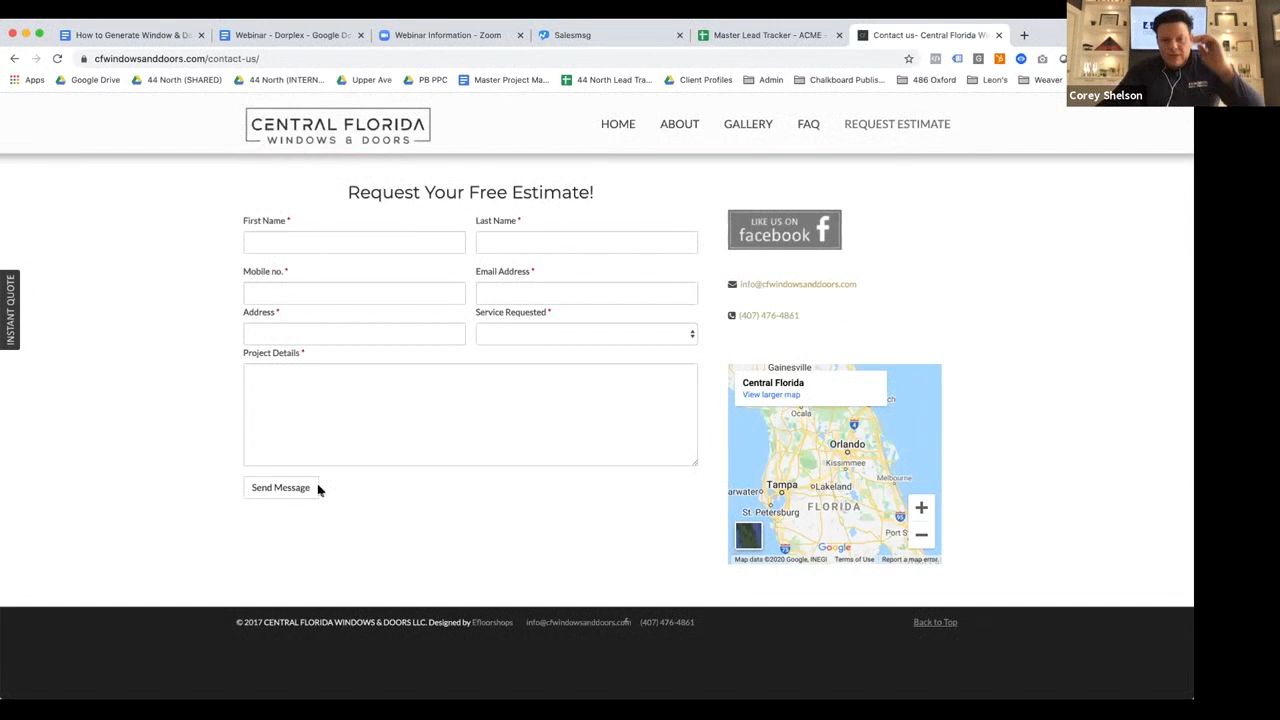 How to Generate Window & D
Webinar - Dorplex - Google D
Webinar Information - Zoom
Salesmsg
Master Lead Tracker - ACME -
Contact us- Central Florida W
cfwindowsanddoors.com/contact-us/
Apps
Google Drive
44 North (SHARED)
44 North (INTERN...
Upper Ave
PB PPC
Master Project Ma...
44 North Lead Tra...
Client Profiles
Admin
Chalkboard Publis...
486 Oxford
Leon's
Weaver
Corey Shelson
CENTRAL FLORIDA
WINDOWS & DOORS
HOME
ABOUT
GALLERY
FAQ
REQUEST ESTIMATE
INSTANT QUOTE
Request Your Free Estimate!
First Name *
Last Name *
Mobile no. *
Email Address *
Address *
Service Requested *
Project Details *
Send Message
LIKE US ON
facebook f
info@cfwindowsanddoors.com
(407) 476-4861
Gainesville
Central Florida
View larger map
Ocala
4
Orlando
Kissimmee
Melbourne
Tampa
Lakeland
earwater
St. Petersburg
FLORIDA
95
Port S
75
Google
Map data ©2020 Google, INEGI
Terms of Use
Report a map error
© 2017 CENTRAL FLORIDA WINDOWS & DOORS LLC. Designed by Efloorshops
info@cfwindowsanddoors.com
(407) 476-4861
Back to Top